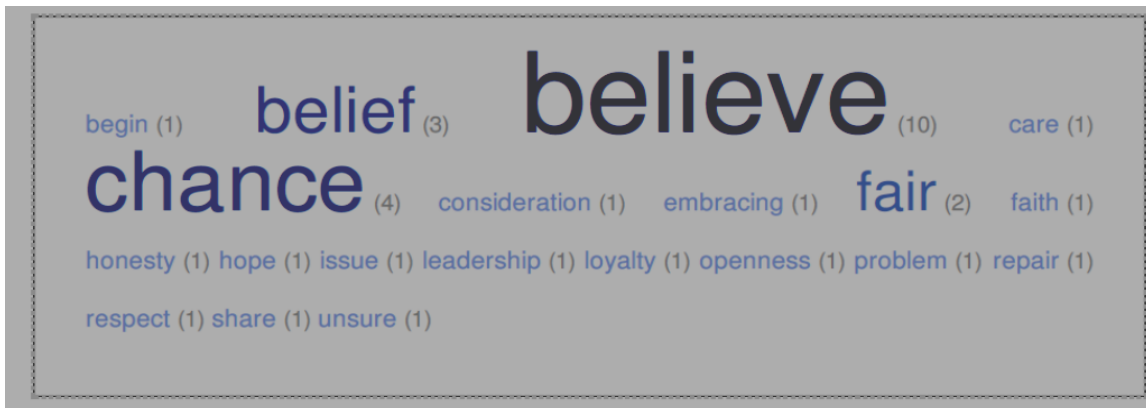 begin (1) belief (3) believe (10) care (1)
chance (4) consideration (1) embracing (1) fair (2) faith (1)
honesty (1) hope (1) issue (1) leadership (1) loyalty (1) openness (1) problem (1) repair (1)
respect (1) share (1) unsure (1)